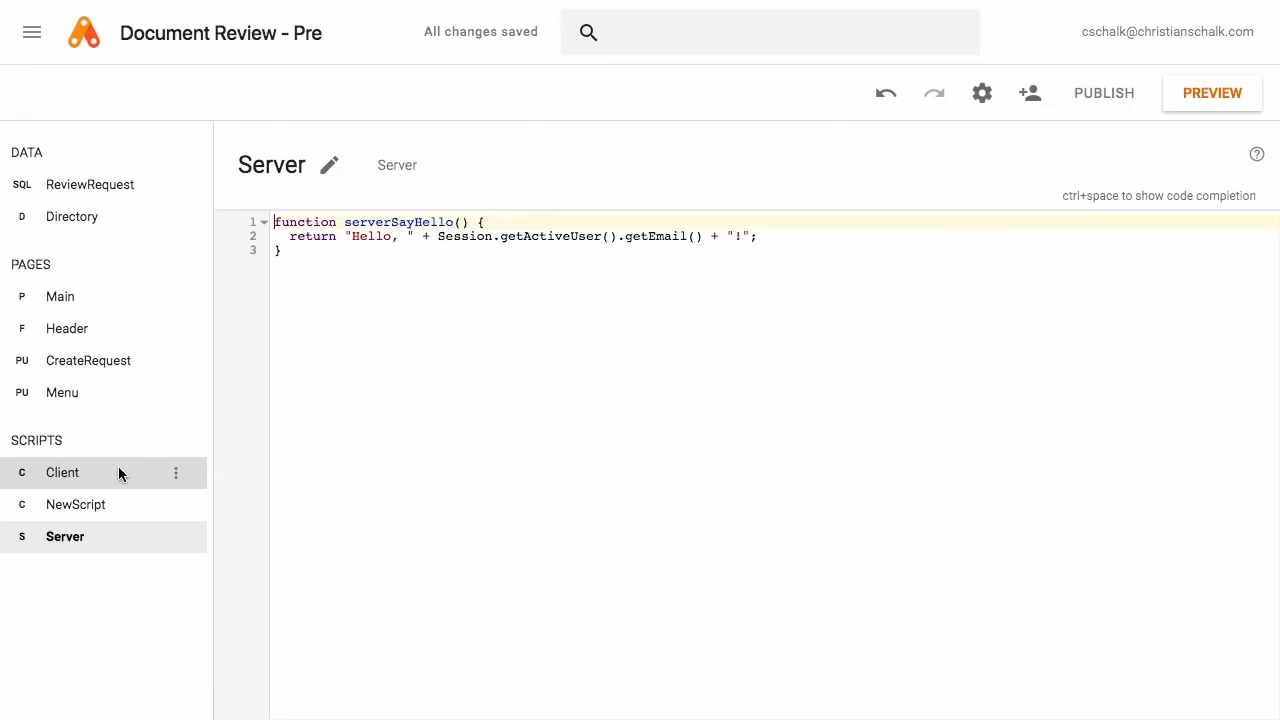 Document Review - Pre
All changes saved
cschalk@christianschalk.com
PUBLISH
PREVIEW
DATA
SQL ReviewRequest
D Directory
PAGES
P Main
F Header
PU CreateRequest
PU Menu
SCRIPTS
C Client
C NewScript
S Server
Server Server
ctrl+space to show code completion
1 function serverSayHello() {
2 return "Hello, " + Session.getActiveUser().getEmail() + "!";
3 }